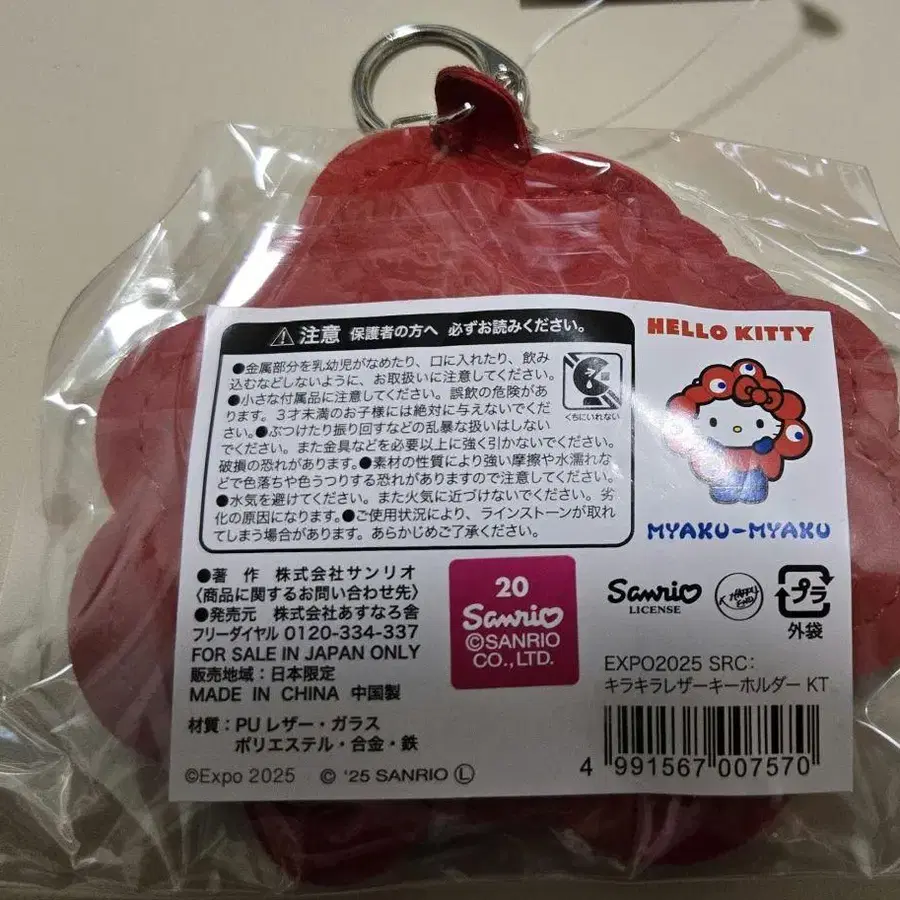 注意 保護者の方へ 必ずお読みください。
●金属部分を乳幼児がなめたり、口に入れたり、飲み
込むなどしないように、お取扱いに注意してください。
●小さな付属品に注意してください。誤飲の危険があ
ります。3才未満のお子様には絶対に与えないでくだ
さい。●ぶつけたり振り回すなどの乱暴な扱いはしない
でください。また金具などを必要以上に強く引かないでください。
破損の恐れがあります。●素材の性質により強い摩擦や水濡れな
どで色落ちや色うつりする恐れがありますので注意してください。
●水気を避けてください。また火気に近づけないでください。劣
化の原因になります。●ご使用状況により、ラインストーンが取れ
てしまう場合があります。あらかじめご了承ください。
くちにいれない
HELLO KITTY
MYAKU-MYAKU
●著 作 株式会社サンリオ
〈商品に関するお問い合わせ先〉
●発売元 株式会社あすなろ舎
フリーダイヤル 0120-334-337
FOR SALE IN JAPAN ONLY
販売地域:日本限定
MADE IN CHINA 中国製
材質:PU レザー・ガラス
ポリエステル・合金・鉄
©Expo 2025 © '25 SANRIO Ⓛ
20
Sanrio
©SANRIO
CO.,LTD.
Sanrio
LICENSE
HAPPY
END
プラ
外袋
EXPO2025 SRC:
キラキラレザーキーホルダー KT
4 991567 007570